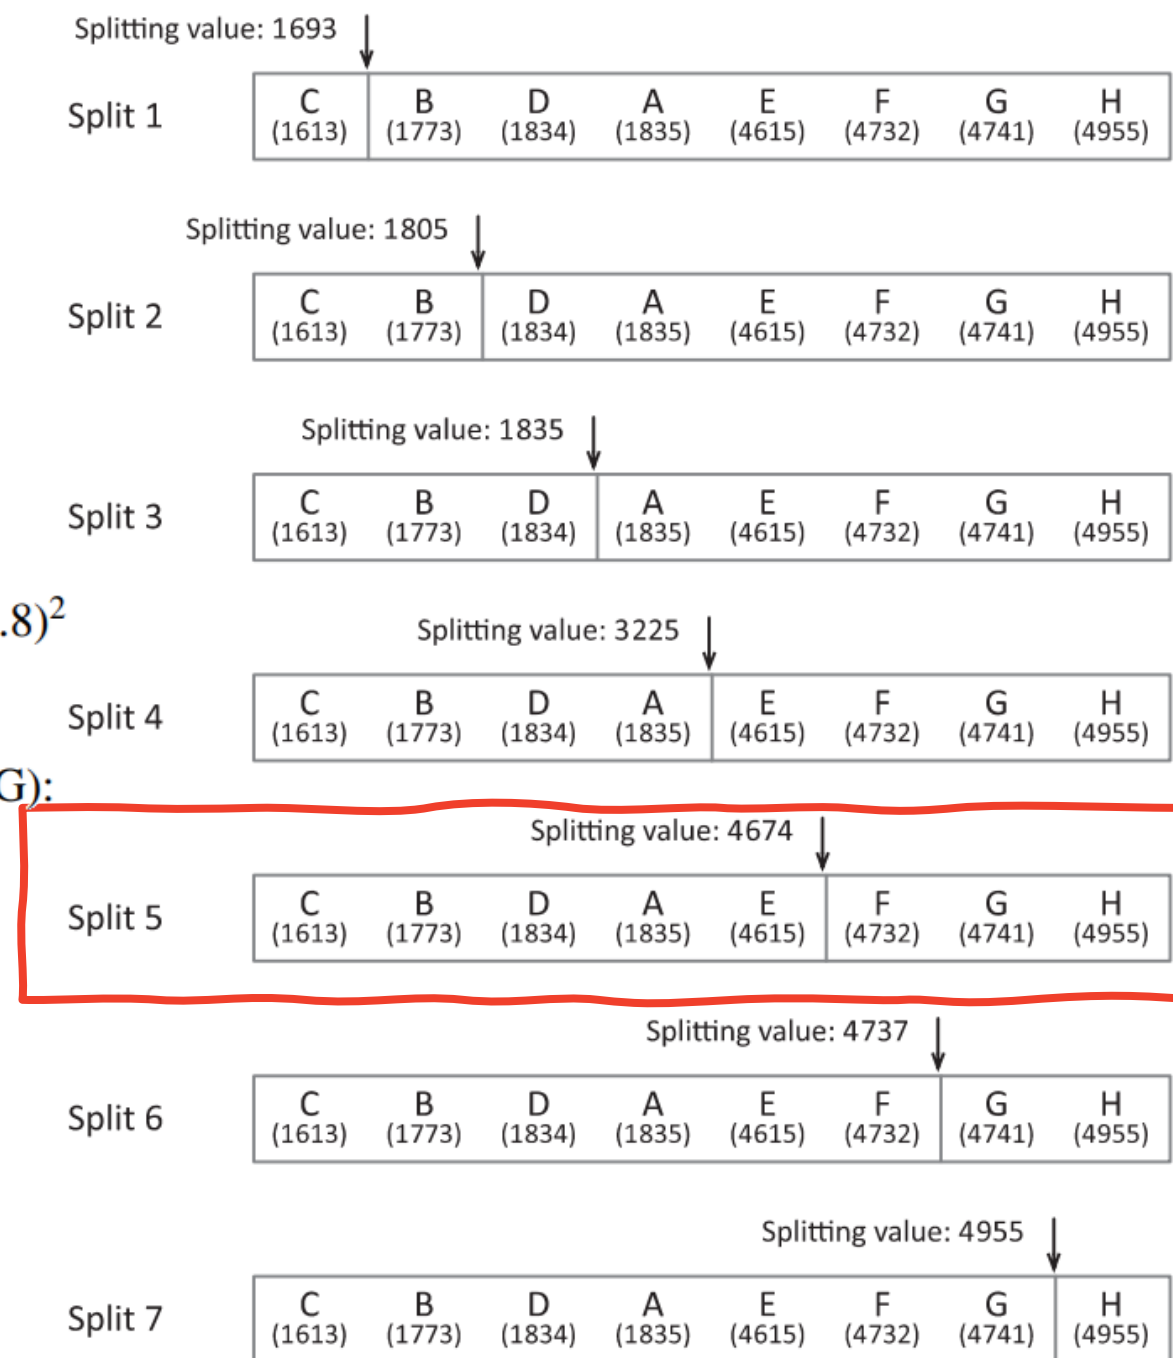 Splitting value: 1693
Split 1
C B D A E F G H
(1613) (1773) (1834) (1835) (4615) (4732) (4741) (4955)
Splitting value: 1805
Split 2
C B D A E F G H
(1613) (1773) (1834) (1835) (4615) (4732) (4741) (4955)
Splitting value: 1835
Split 3
C B D A E F G H
(1613) (1773) (1834) (1835) (4615) (4732) (4741) (4955)
.8)²
Splitting value: 3225
Split 4
C B D A E F G H
(1613) (1773) (1834) (1835) (4615) (4732) (4741) (4955)
G):
Splitting value: 4674
Split 5
C B D A E F G H
(1613) (1773) (1834) (1835) (4615) (4732) (4741) (4955)
Splitting value: 4737
Split 6
C B D A E F G H
(1613) (1773) (1834) (1835) (4615) (4732) (4741) (4955)
Splitting value: 4955
Split 7
C B D A E F G H
(1613) (1773) (1834) (1835) (4615) (4732) (4741) (4955)